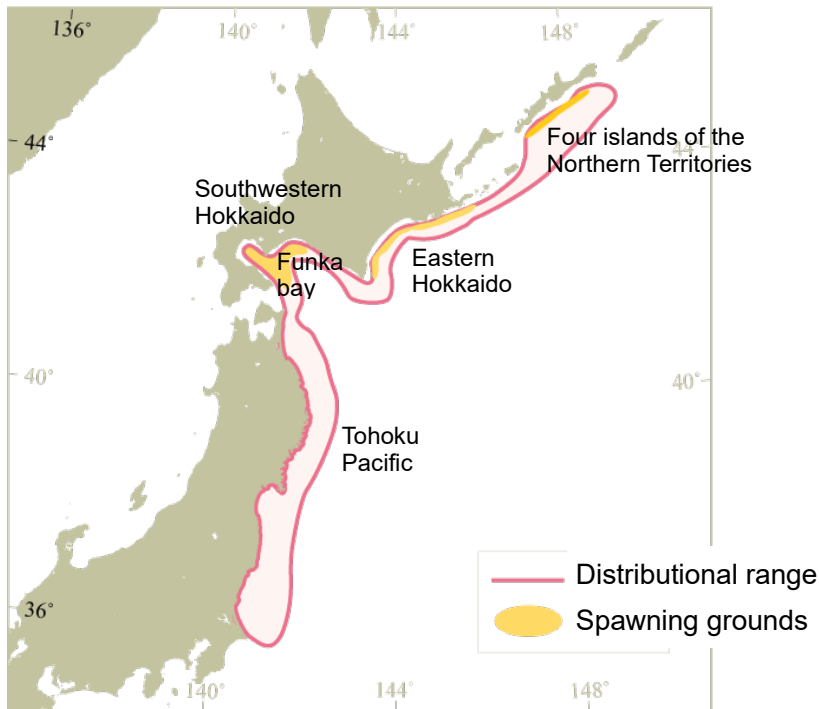 136°
140°
144°
148°
44°
44°
Four islands of the
Northern Territories
Southwestern
Hokkaido
Funka
bay
Eastern
Hokkaido
40°
40°
Tohoku
Pacific
Distributional range
Spawning grounds
36°
140°
144°
148°